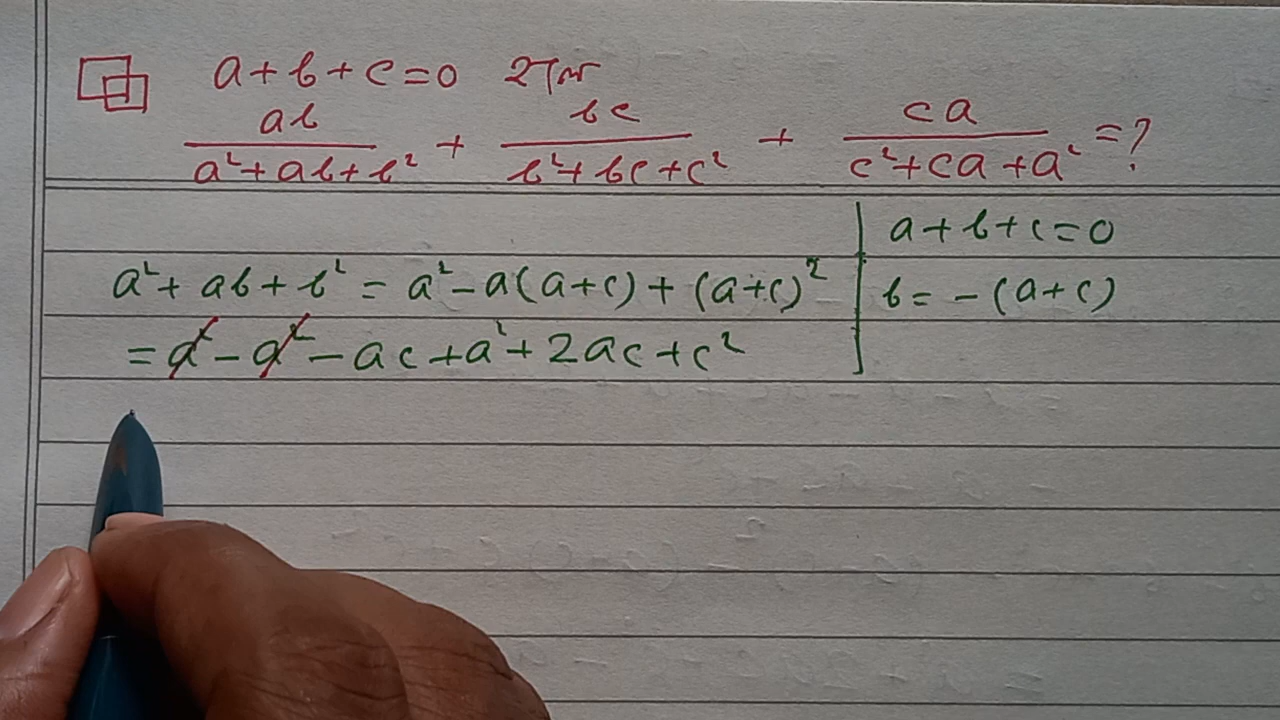 a+b+c=0 হলে
ab/(a²+ab+b²) + bc/(b²+bc+c²) + ca/(c²+ca+a²) =?
a+b+c=0
a²+ab+b² = a²-a(a+c)+(a+c)²
b=-(a+c)
=a²-a²-ac+a²+2ac+c²